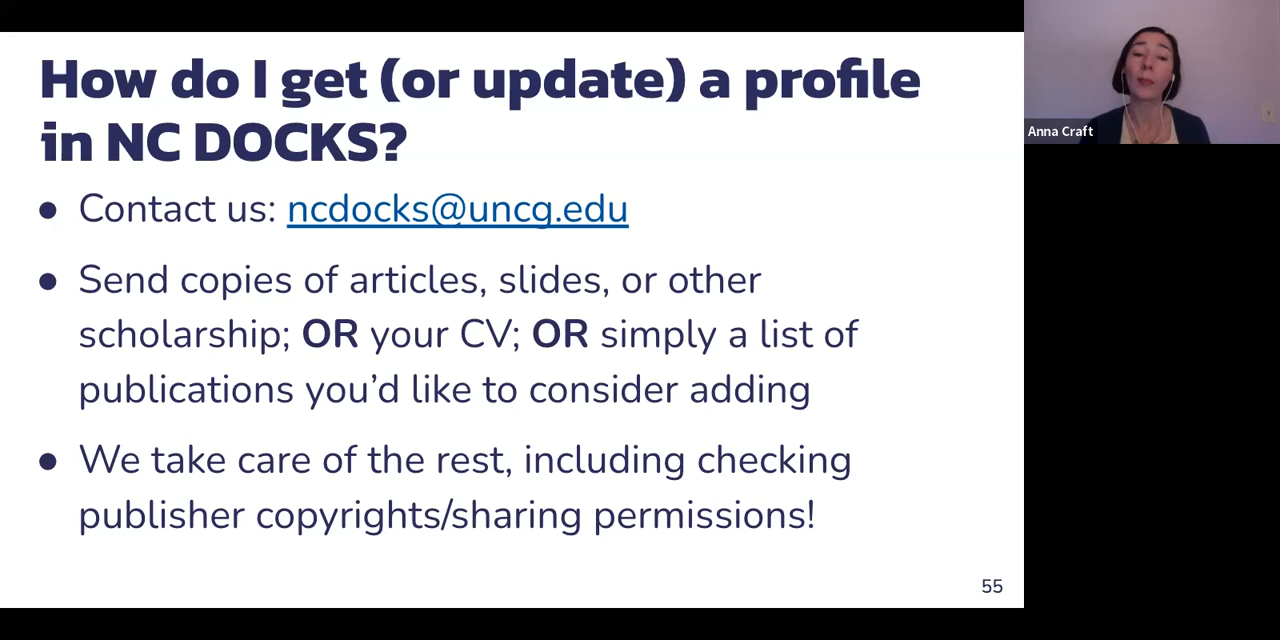 How do I get (or update) a profile
in NC DOCKS?
● Contact us: ncdocks@uncg.edu
● Send copies of articles, slides, or other
scholarship; OR your CV; OR simply a list of
publications you’d like to consider adding
● We take care of the rest, including checking
publisher copyrights/sharing permissions!
55
Anna Craft